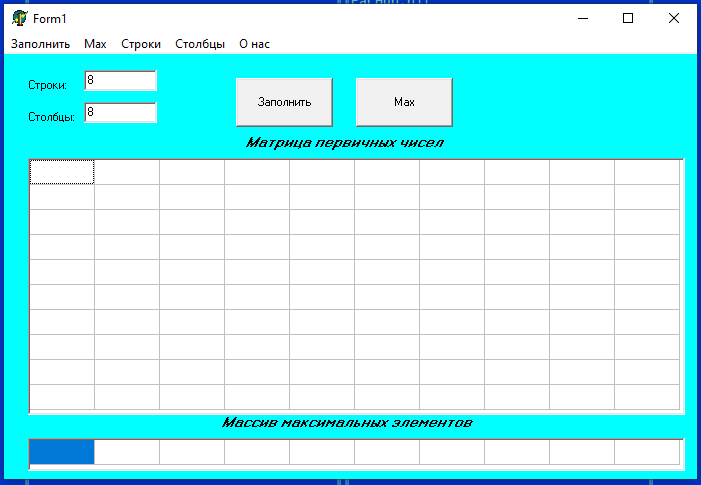 Form1
Заполнить Max Строки Столбцы О нас
Строки: 8
Столбцы: 8
Заполнить Max
Матрица первичных чисел
Массив максимальных элементов